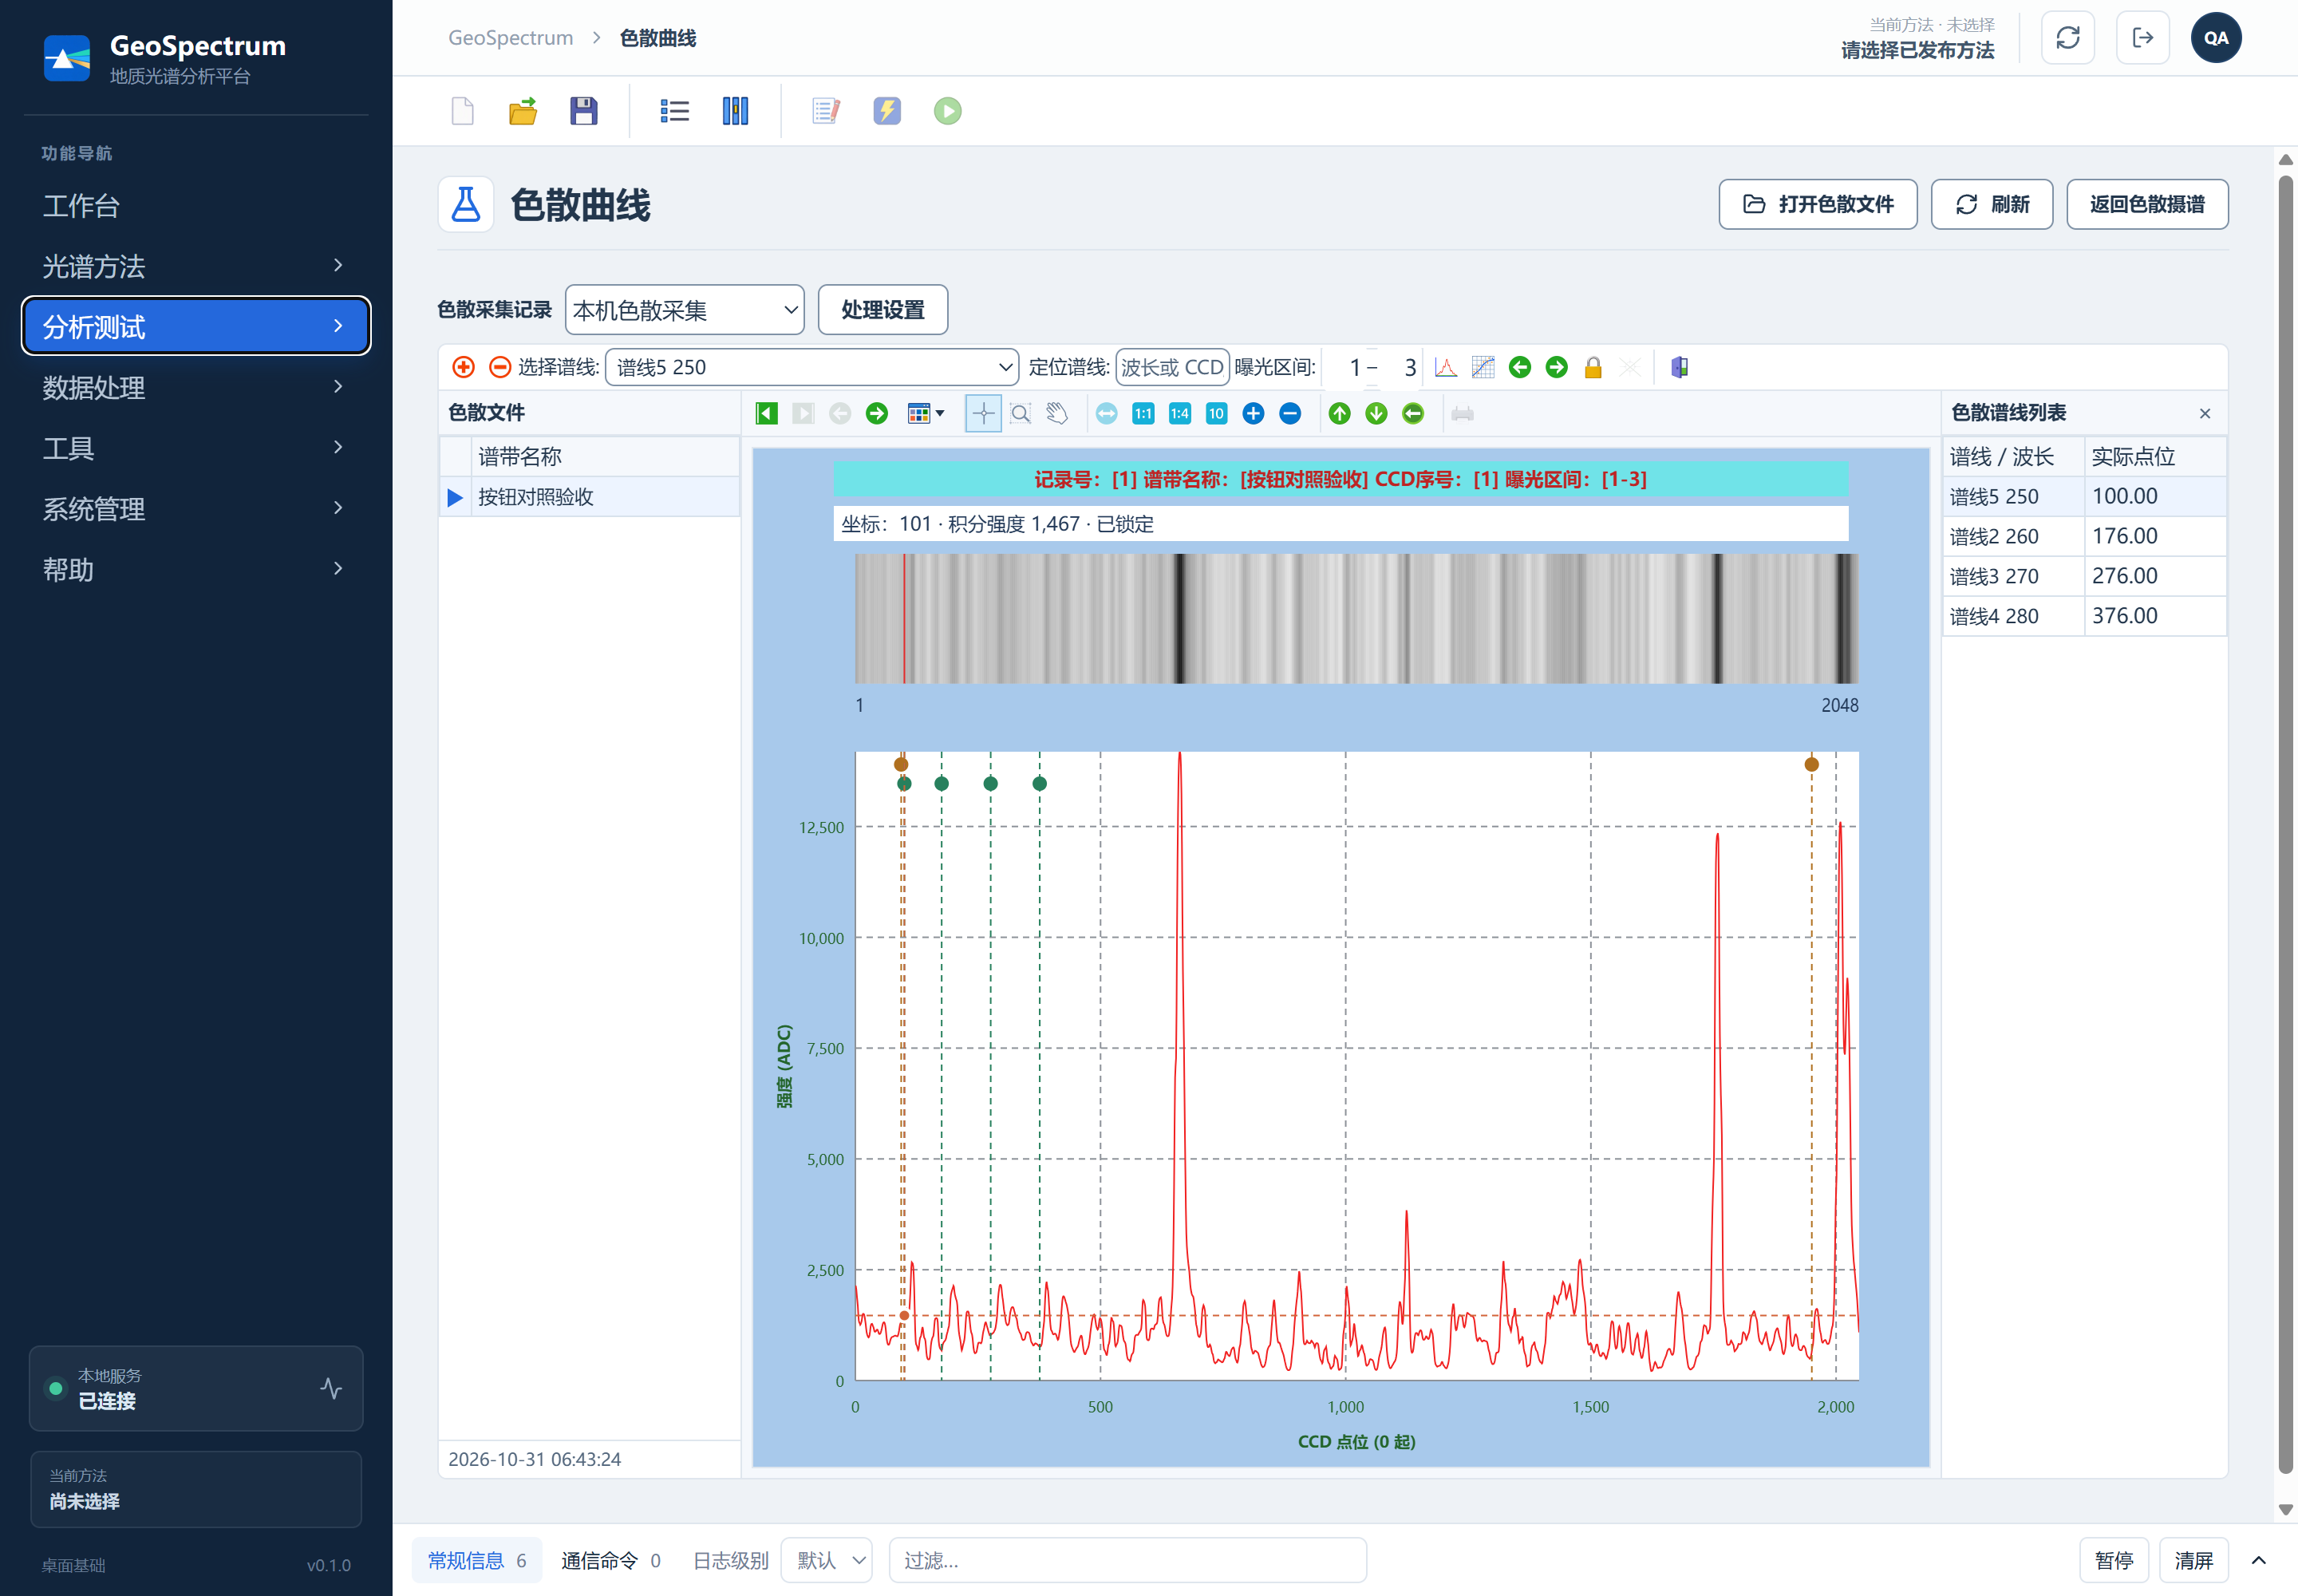 GeoSpectrum
地质光谱分析平台
功能导航
工作台
光谱方法
分析测试
数据处理
工具
系统管理
帮助
本地服务
已连接
当前方法
尚未选择
桌面基础 v0.1.0
GeoSpectrum 色散曲线
当前方法 · 未选择
请选择已发布方法
QA
色散曲线
打开色散文件 刷新 返回色散摄谱
色散采集记录 本机色散采集 处理设置
选择谱线: 谱线5 250 定位谱线: 波长或 CCD 曝光区间: 1 – 3
色散文件
谱带名称
按钮对照验收
2026-10-31 06:43:24
1:1 1:4 10
记录号：[1] 谱带名称：[按钮对照验收] CCD序号：[1] 曝光区间：[1-3]
坐标：101 · 积分强度 1,467 · 已锁定
1 2048
12,500
10,000
7,500
5,000
2,500
0
强度 (ADC)
0 500 1,000 1,500 2,000
CCD 点位 (0 起)
色散谱线列表 ×
谱线 / 波长 实际点位
谱线5 250 100.00
谱线2 260 176.00
谱线3 270 276.00
谱线4 280 376.00
常规信息 6 通信命令 0 日志级别 默认 过滤... 暂停 清屏